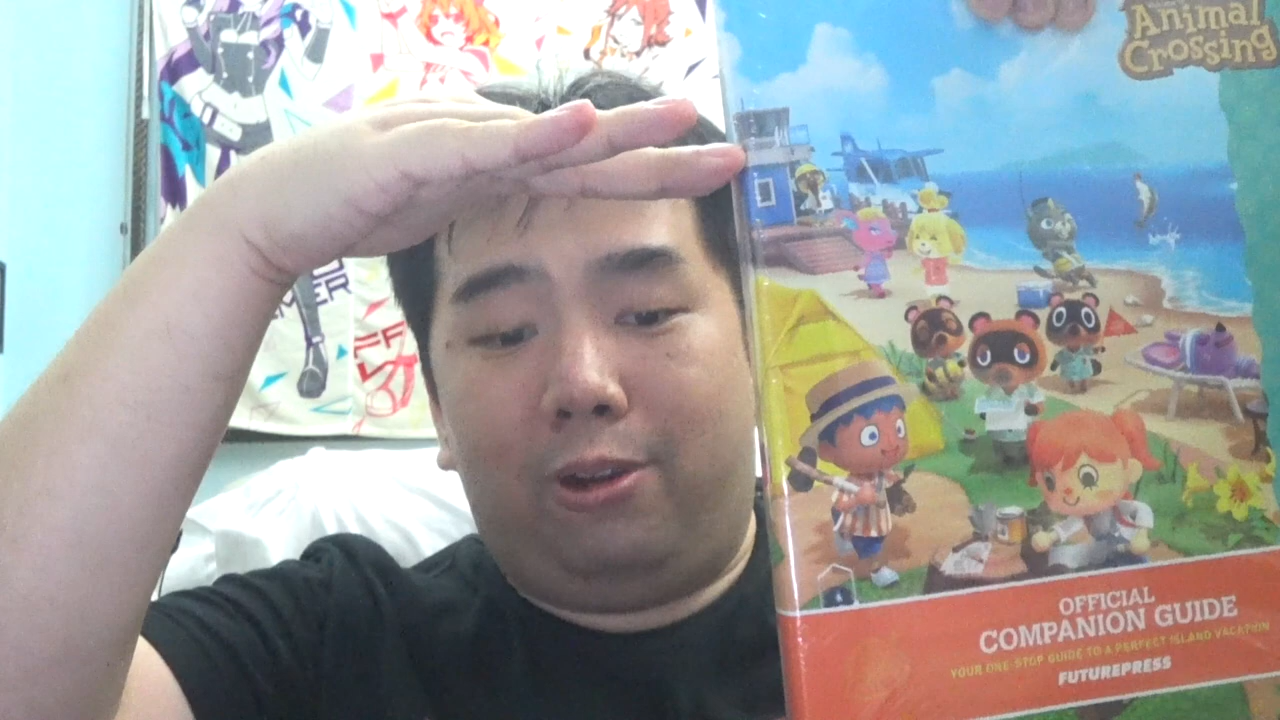 Animal
Crossing
OFFICIAL
COMPANION GUIDE
YOUR ONE-STOP GUIDE TO A PERFECT ISLAND VACATION
FUTUREPRESS